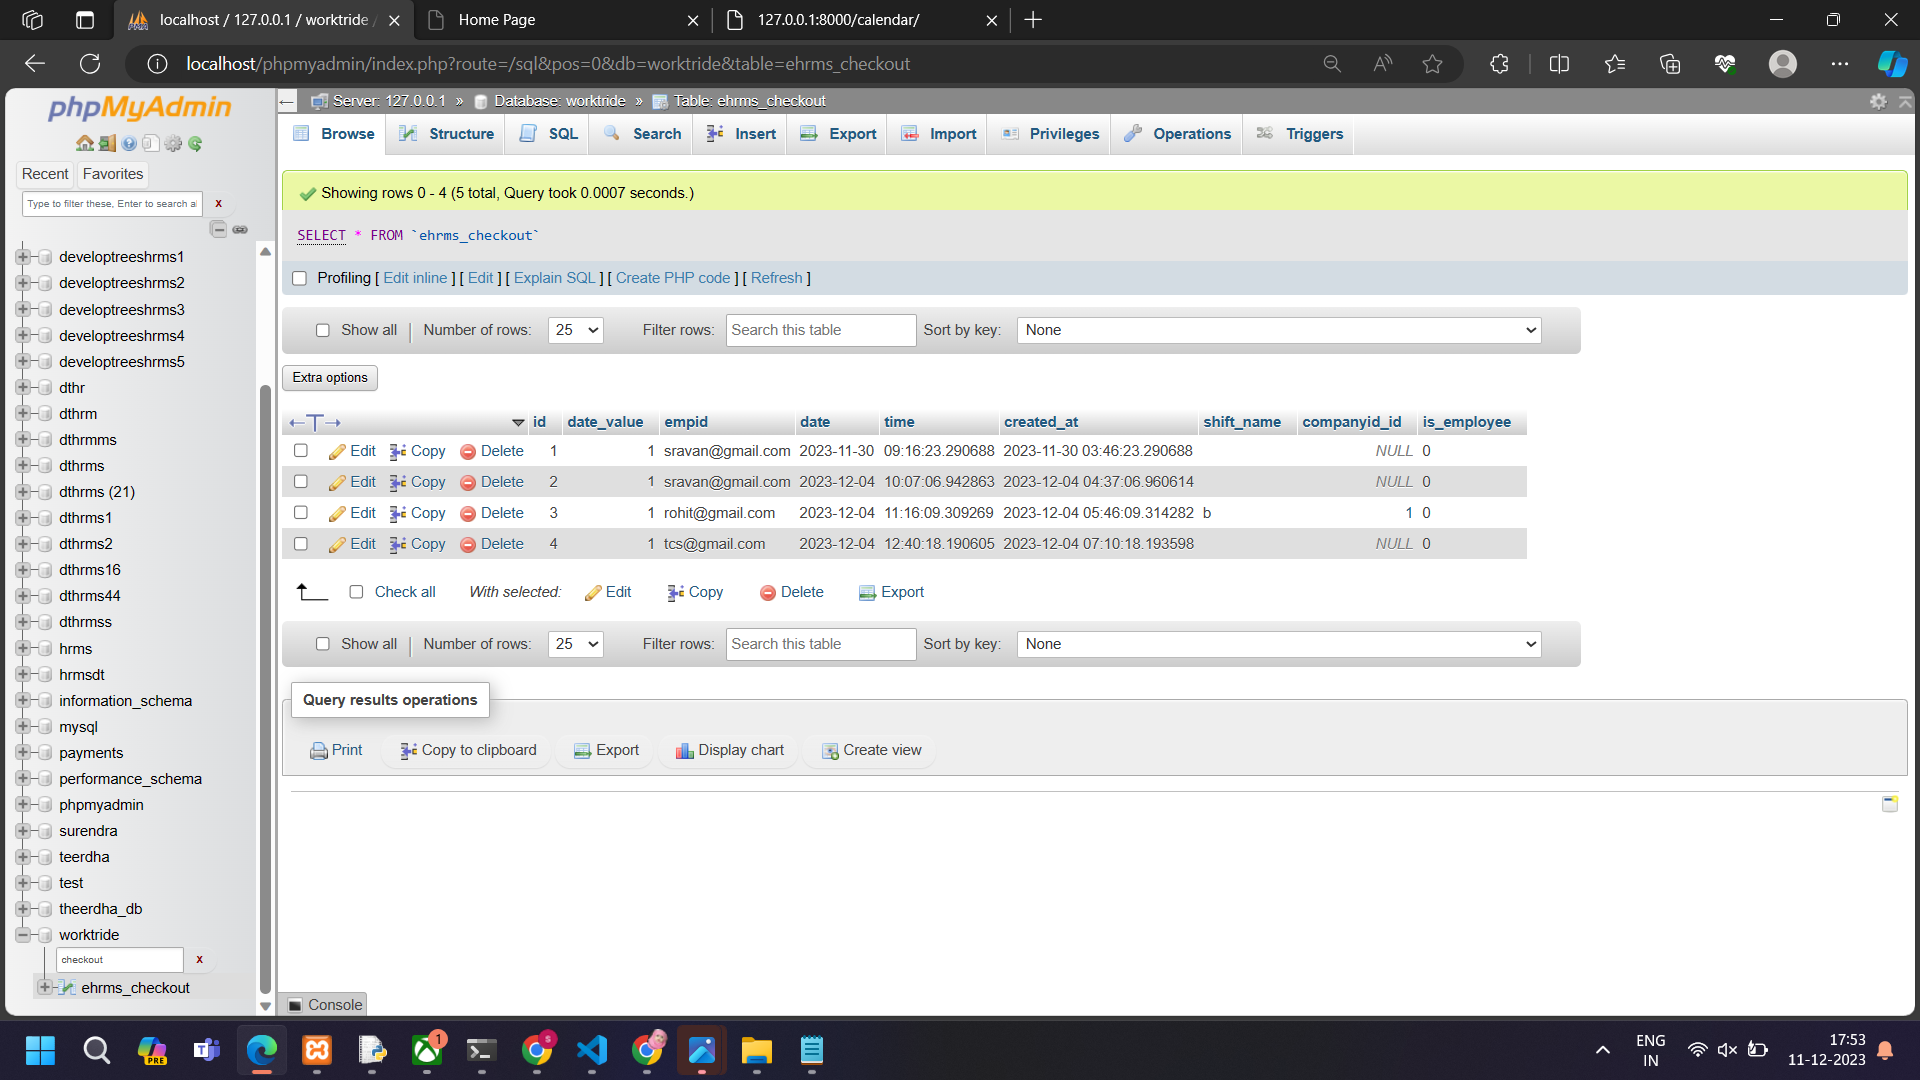 localhost / 127.0.0.1 / worktride /
Home Page
127.0.0.1:8000/calendar/
localhost/phpmyadmin/index.php?route=/sql&pos=0&db=worktride&table=ehrms_checkout
phpMyAdmin
Server: 127.0.0.1 » Database: worktride » Table: ehrms_checkout
Browse Structure SQL Search Insert Export Import Privileges Operations Triggers
Recent Favorites
Type to filter these, Enter to search al
x
developtreeshrms1
developtreeshrms2
developtreeshrms3
developtreeshrms4
developtreeshrms5
dthr
dthrm
dthrmms
dthrms
dthrms (21)
dthrms1
dthrms2
dthrms16
dthrms44
dthrmss
hrms
hrmsdt
information_schema
mysql
payments
performance_schema
phpmyadmin
surendra
teerdha
test
theerdha_db
worktride
checkout x
ehrms_checkout
Showing rows 0 - 4 (5 total, Query took 0.0007 seconds.)
SELECT * FROM `ehrms_checkout`
Profiling [ Edit inline ] [ Edit ] [ Explain SQL ] [ Create PHP code ] [ Refresh ]
Show all Number of rows: 25 Filter rows: Search this table Sort by key: None
Extra options
id date_value empid date time created_at shift_name companyid_id is_employee
Edit Copy Delete 1 1 sravan@gmail.com 2023-11-30 09:16:23.290688 2023-11-30 03:46:23.290688 NULL 0
Edit Copy Delete 2 1 sravan@gmail.com 2023-12-04 10:07:06.942863 2023-12-04 04:37:06.960614 NULL 0
Edit Copy Delete 3 1 rohit@gmail.com 2023-12-04 11:16:09.309269 2023-12-04 05:46:09.314282 b 1 0
Edit Copy Delete 4 1 tcs@gmail.com 2023-12-04 12:40:18.190605 2023-12-04 07:10:18.193598 NULL 0
Check all With selected: Edit Copy Delete Export
Show all Number of rows: 25 Filter rows: Search this table Sort by key: None
Query results operations
Print Copy to clipboard Export Display chart Create view
Console
PRE
1
S
ENG
IN
17:53
11-12-2023